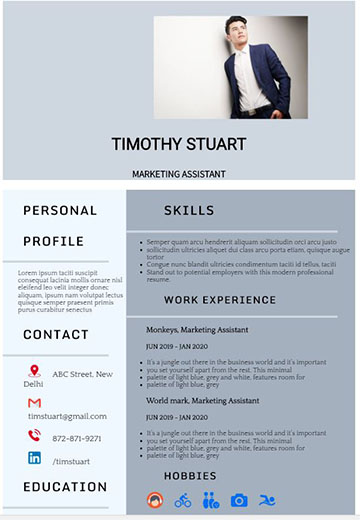 TIMOTHY STUART
MARKETING ASSISTANT
PERSONAL
PROFILE
Lorem ipsum taciti suscipit
consequat lacinia mollis ornare nisl
eleifend leo velit integer donec
aliquam, ipsum nam volutpat lectus
quisque semper praesent primis
purus curabitur senectus
CONTACT
ABC Street, New
Delhi
timstuart@gmail.com
872-871-9271
/timstuart
EDUCATION
SKILLS
Semper quam arcu hendrerit aliquam sollicitudin orci arcu justo
sollicitudin ultricies aliquet dui class arcu porta etiam, quisque augue
tortor
Congue nunc blandit ultricies condimentum taciti id, taciti taciti
Stand out to potential employers with this modern professional
resume.
WORK EXPERIENCE
Monkeys, Marketing Assistant
JUN 2019 - JAN 2020
It's a jungle out there in the business world and it's important
you set yourself apart from the rest. This minimal
palette of light blue, grey and white, features room for
palette of light blue, grey
World mark, Marketing Assistant
JUN 2019 - JAN 2020
It's a jungle out there in the business world and it's important
you set yourself apart from the rest. This minimal
palette of light blue, grey and white, features room for
palette of light blue, grey
HOBBIES